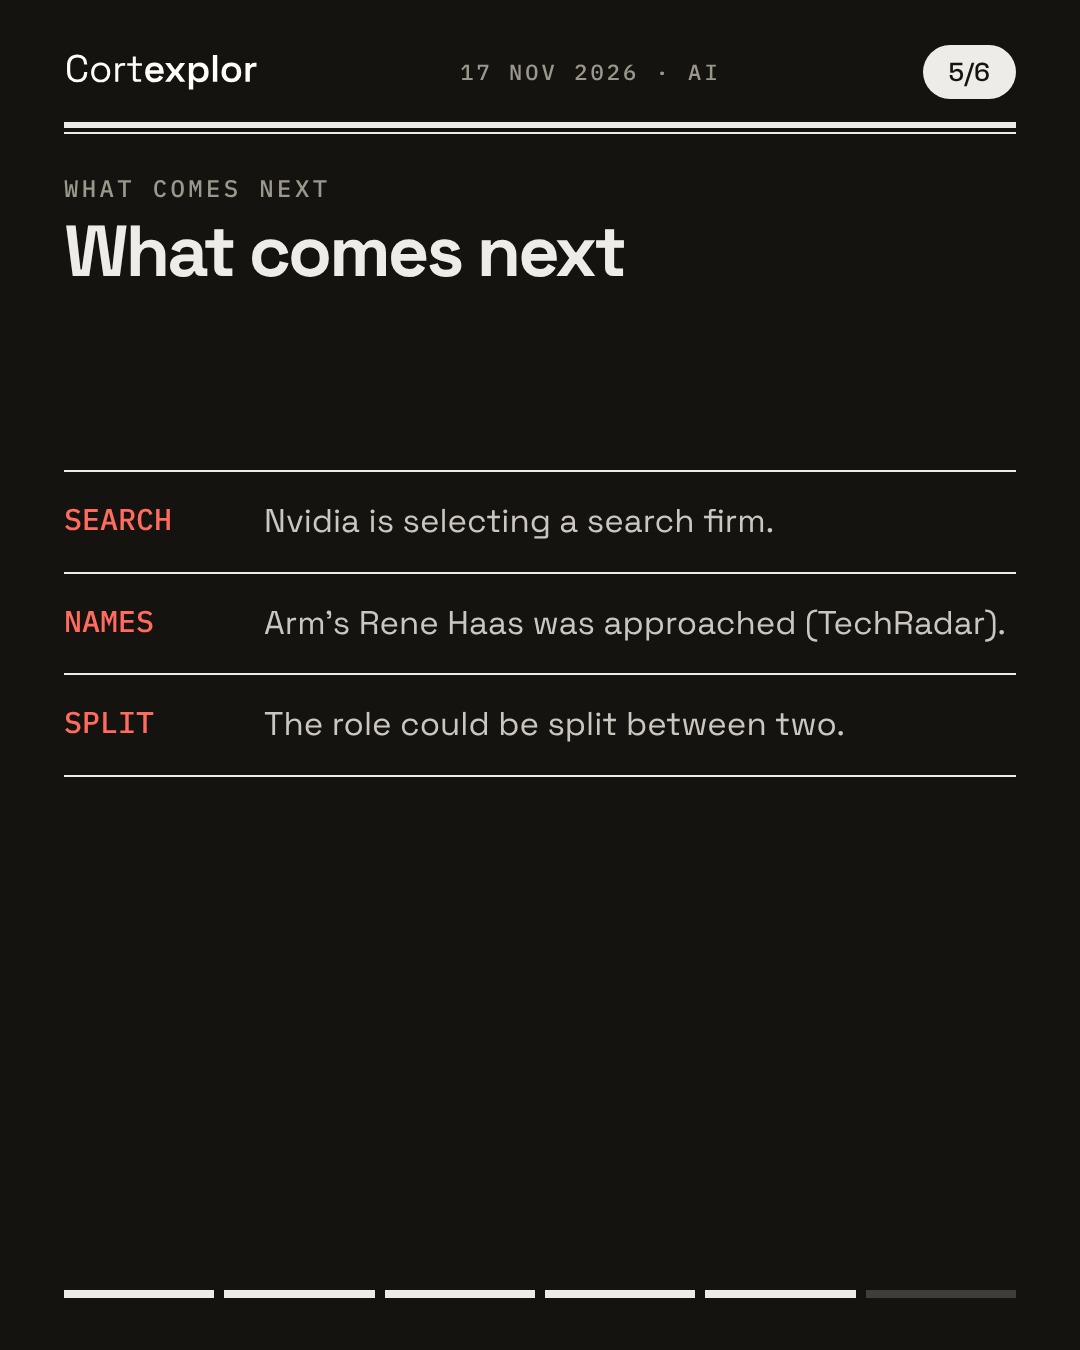 Cortexplor
17 NOV 2026 · AI
5/6
WHAT COMES NEXT
What comes next
SEARCH
Nvidia is selecting a search firm.
NAMES
Arm’s Rene Haas was approached (TechRadar).
SPLIT
The role could be split between two.